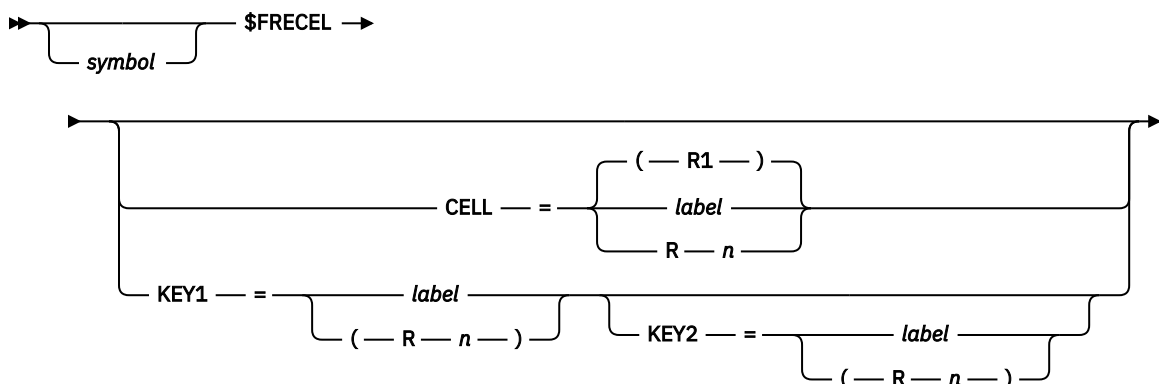 $FRECEL
symbol
( R1 )
CELL = label
R n
KEY1 = label
( R n )
KEY2 = label
( R n )